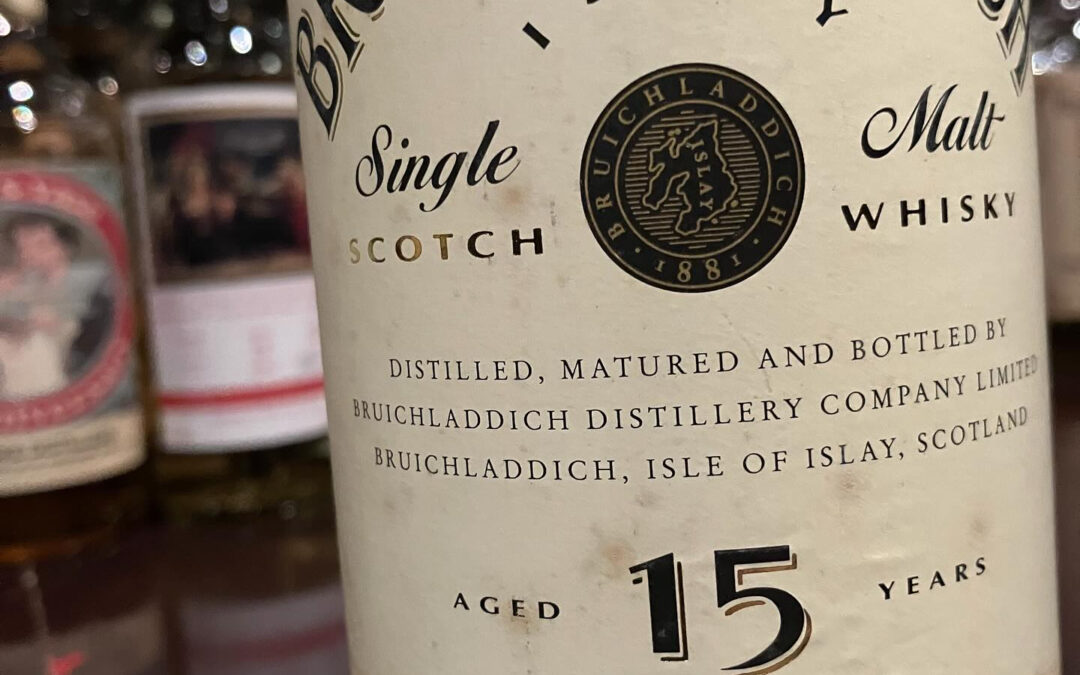 Single
SCOTCH
BRUICHLADDICH
ISLAY
1881
Malt
WHISKY
DISTILLED, MATURED AND BOTTLED BY
BRUICHLADDICH DISTILLERY COMPANY LIMITED
BRUICHLADDICH, ISLE OF ISLAY, SCOTLAND
AGED 15 YEARS